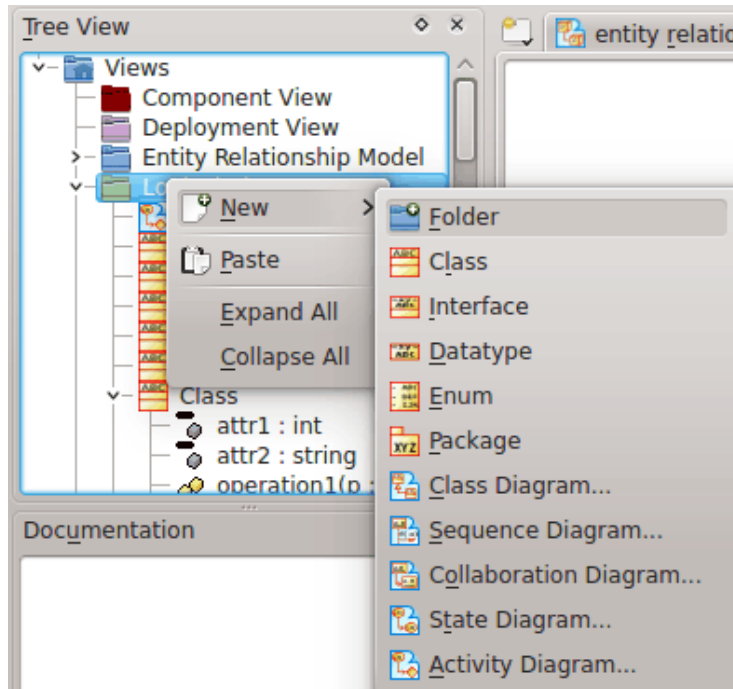 Tree View
entity relatio
Views
Component View
Deployment View
Entity Relationship Model
New
Folder
Paste
Class
Expand All
Interface
Collapse All
Datatype
Class
Enum
attr1 : int
Package
attr2 : string
Class Diagram...
operation1(p :
Sequence Diagram...
Documentation
Collaboration Diagram...
State Diagram...
Activity Diagram...